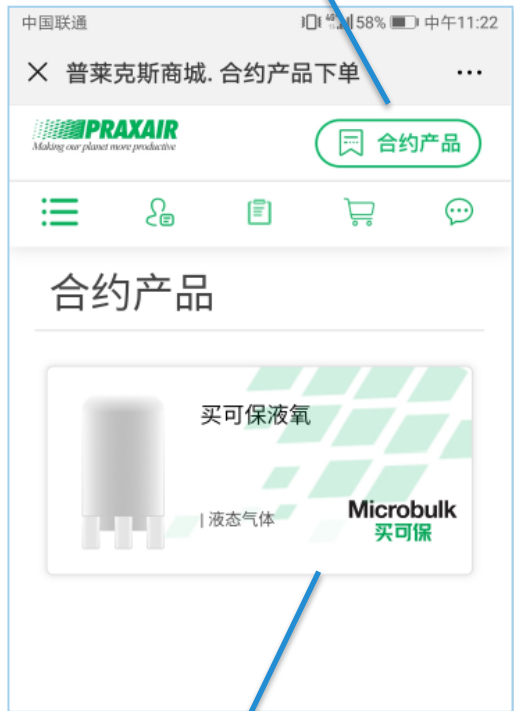 中国联通 58% 中午11:22
普莱克斯商城. 合约产品下单
PRAXAIR
Making our planet more productive
合约产品
合约产品
买可保液氧
| 液态气体
Microbulk
买可保